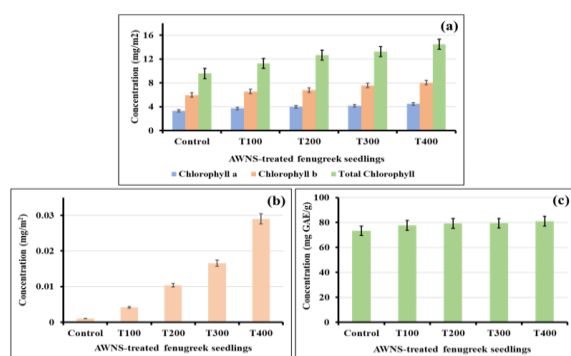 (a)
Concentration (mg/m2)
16
12
8
4
0
Control T100 T200 T300 T400
AWNS-treated fenugreek seedlings
Chlorophyll a Chlorophyll b Total Chlorophyll
(b)
Concentration (mg/m²)
0.03
0.02
0.01
0
Control T100 T200 T300 T400
AWNS-treated fenugreek seedlings
(c)
Concentration (mg GAE/g)
100
80
60
40
20
0
Control T100 T200 T300 T400
AWNS-treated fenugreek seedlings